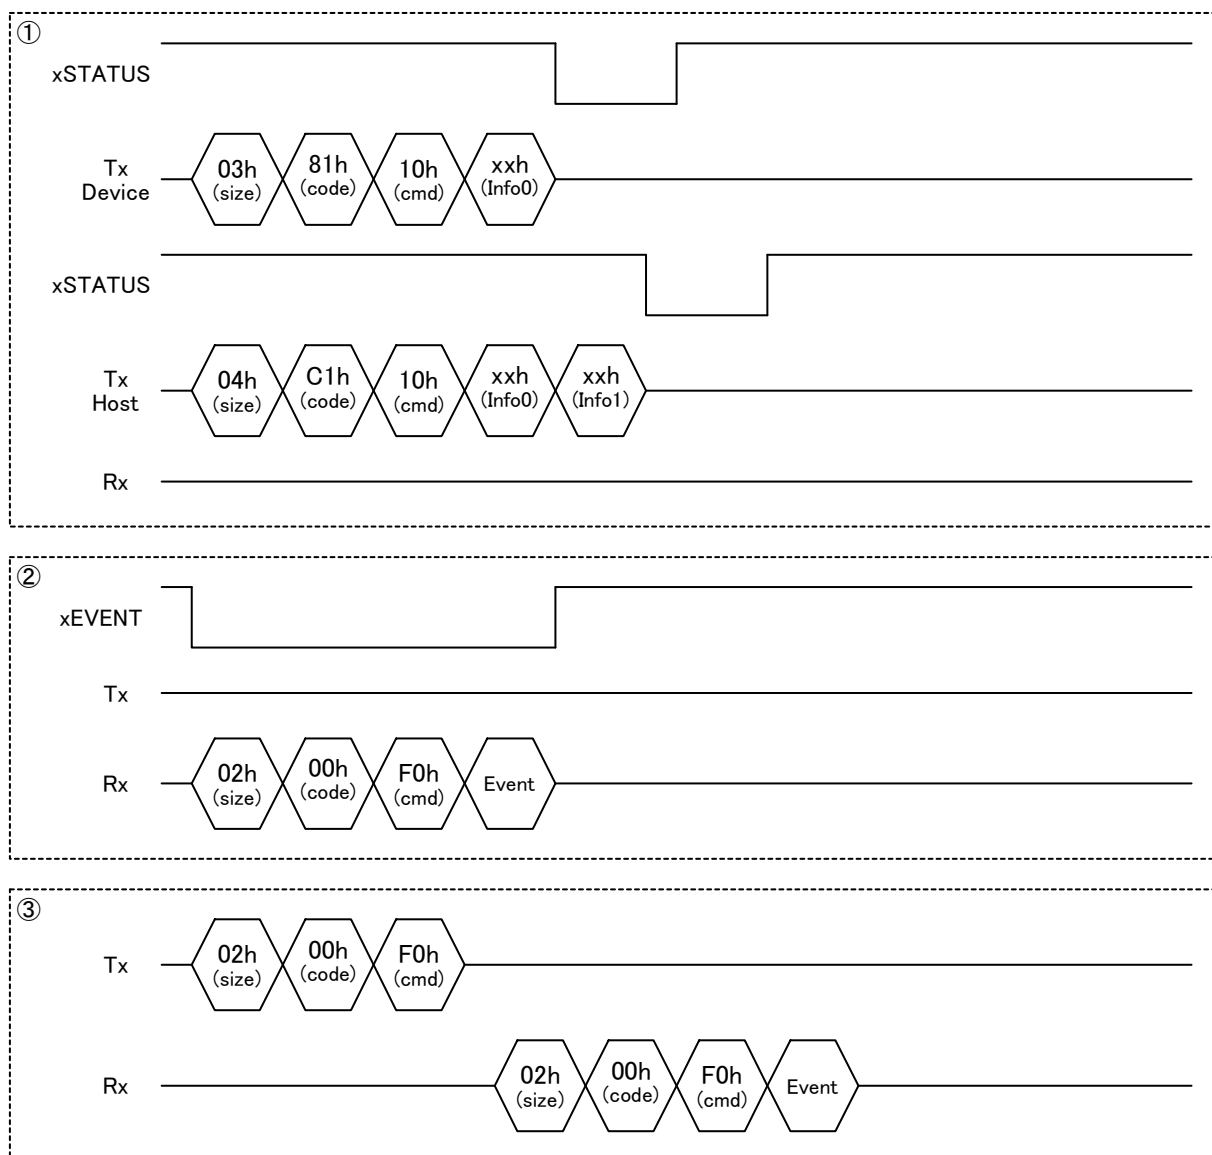 ①
xSTATUS
Tx
Device
03h
(size)
81h
(code)
10h
(cmd)
xxh
(Info0)
xSTATUS
Tx
Host
04h
(size)
C1h
(code)
10h
(cmd)
xxh
(Info0)
xxh
(Info1)
Rx
②
xEVENT
Tx
Rx
02h
(size)
00h
(code)
F0h
(cmd)
Event
③
Tx
02h
(size)
00h
(code)
F0h
(cmd)
Rx
02h
(size)
00h
(code)
F0h
(cmd)
Event